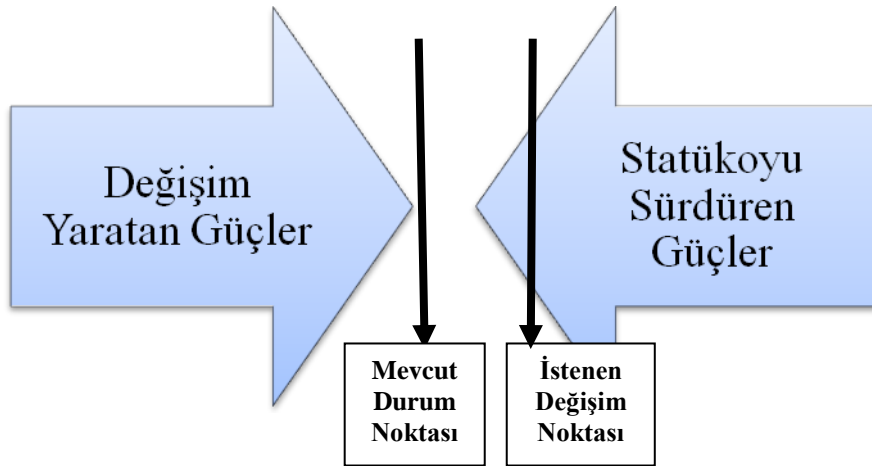 Değişim
Yaratan Güçler
Statükoyu
Sürdüren
Güçler
Mevcut
Durum
Noktası
İstenen
Değişim
Noktası